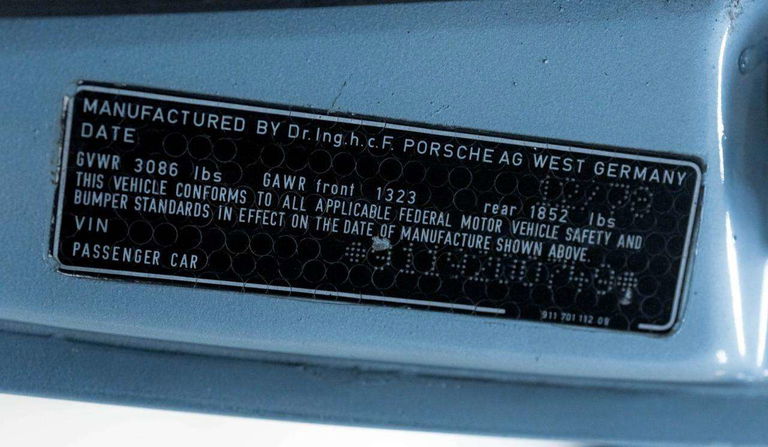 MANUFACTURED BY Dr.Ing.h.c.F. PORSCHE AG WEST GERMANY
DATE
GVWR 3086 lbs GAWR front 1323 rear 1852 lbs
THIS VEHICLE CONFORMS TO ALL APPLICABLE FEDERAL MOTOR VEHICLE SAFETY AND
BUMPER STANDARDS IN EFFECT ON THE DATE OF MANUFACTURE SHOWN ABOVE
VIN
PASSENGER CAR
911 701 112 09